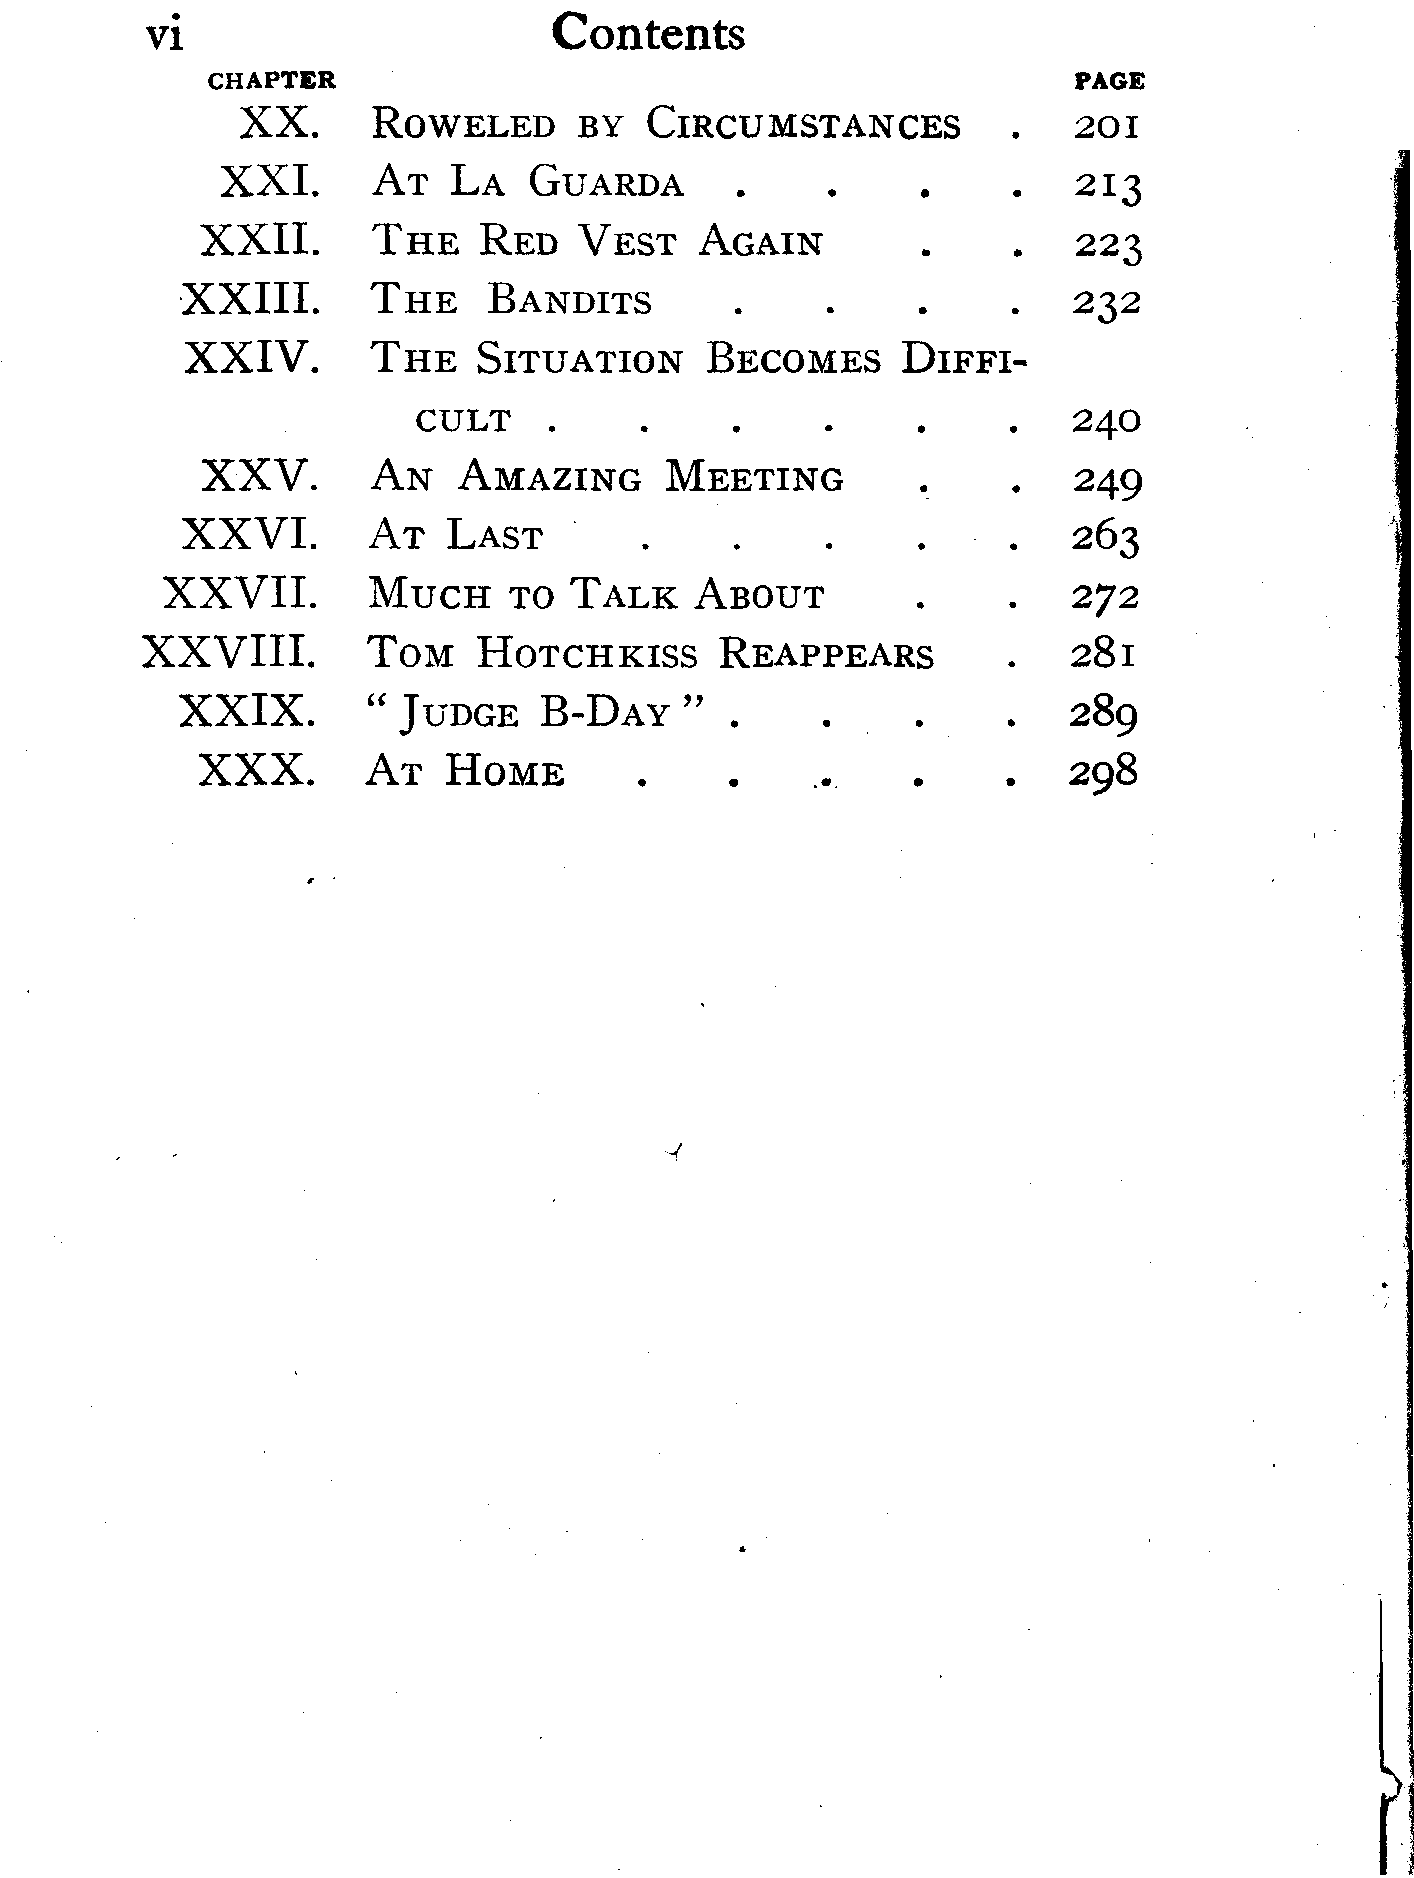 vi Contents
CHAPTER PAGE
XX. ROWELED BY CIRCUMSTANCES . 201
XXI. AT LA GUARDA . . . . 213
XXII. THE RED VEST AGAIN . . 223
XXIII. THE BANDITS . . . . 232
XXIV. THE SITUATION BECOMES DIFFI-
CULT . . . . . . 240
XXV. AN AMAZING MEETING . . 249
XXVI. AT LAST . . . . . 263
XXVII. MUCH TO TALK ABOUT . . 272
XXVIII. TOM HOTCHKISS REAPPEARS . 281
XXIX. " JUDGE B-DAY " . . . . 289
XXX. AT HOME . . . . . 298